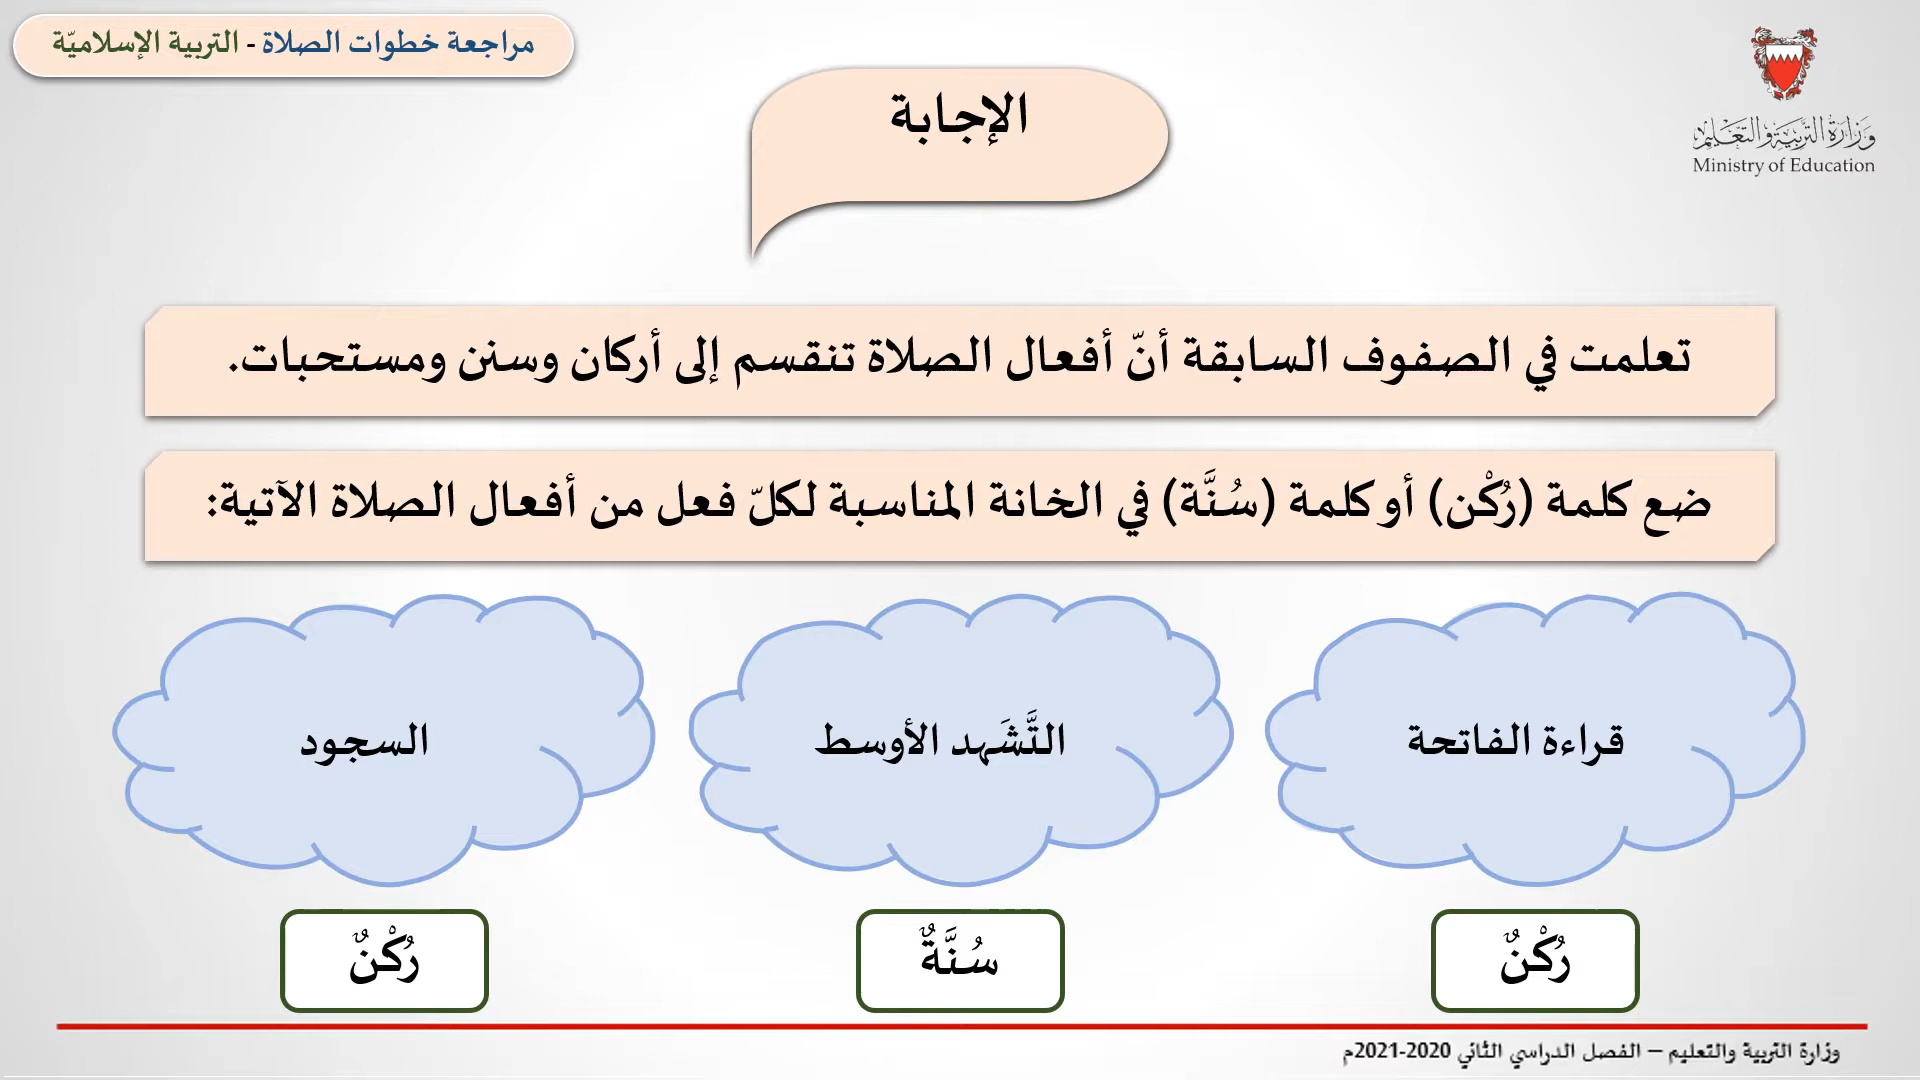 مراجعة خطوات الصلاة - التربية الإسلاميّة
وزارة التربية والتعليم
Ministry of Education
الإجابة
تعلمت في الصفوف السابقة أنّ أفعال الصلاة تنقسم إلى أركان وسنن ومستحبات.
ضع كلمة (رُكْن) أو كلمة (سُنَّة) في الخانة المناسبة لكلّ فعل من أفعال الصلاة الآتية:
قراءة الفاتحة
التَّشَهد الأوسط
السجود
رُكْنٌ
سُنَّةٌ
رُكْنٌ
وزارة التربية والتعليم – الفصل الدراسي الثاني 2020-2021م